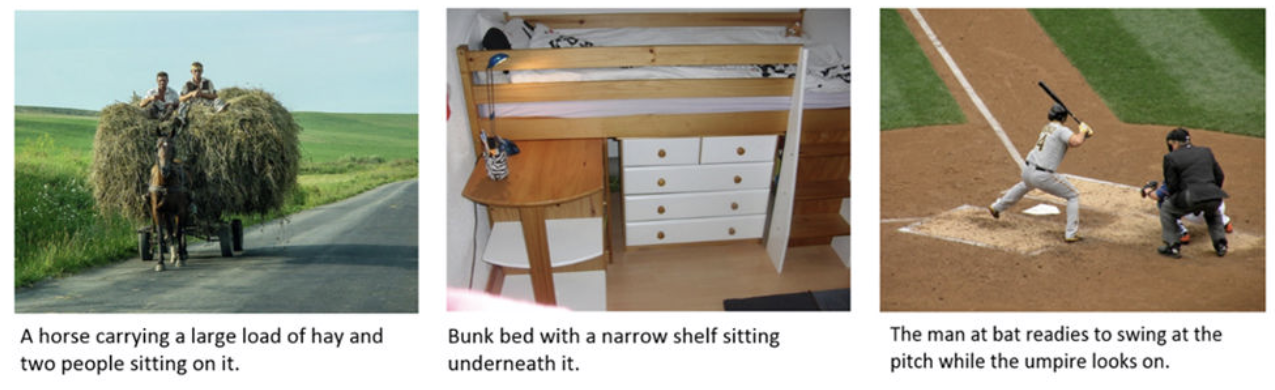 A horse carrying a large load of hay and
two people sitting on it.
Bunk bed with a narrow shelf sitting
underneath it.
The man at bat readies to swing at the
pitch while the umpire looks on.